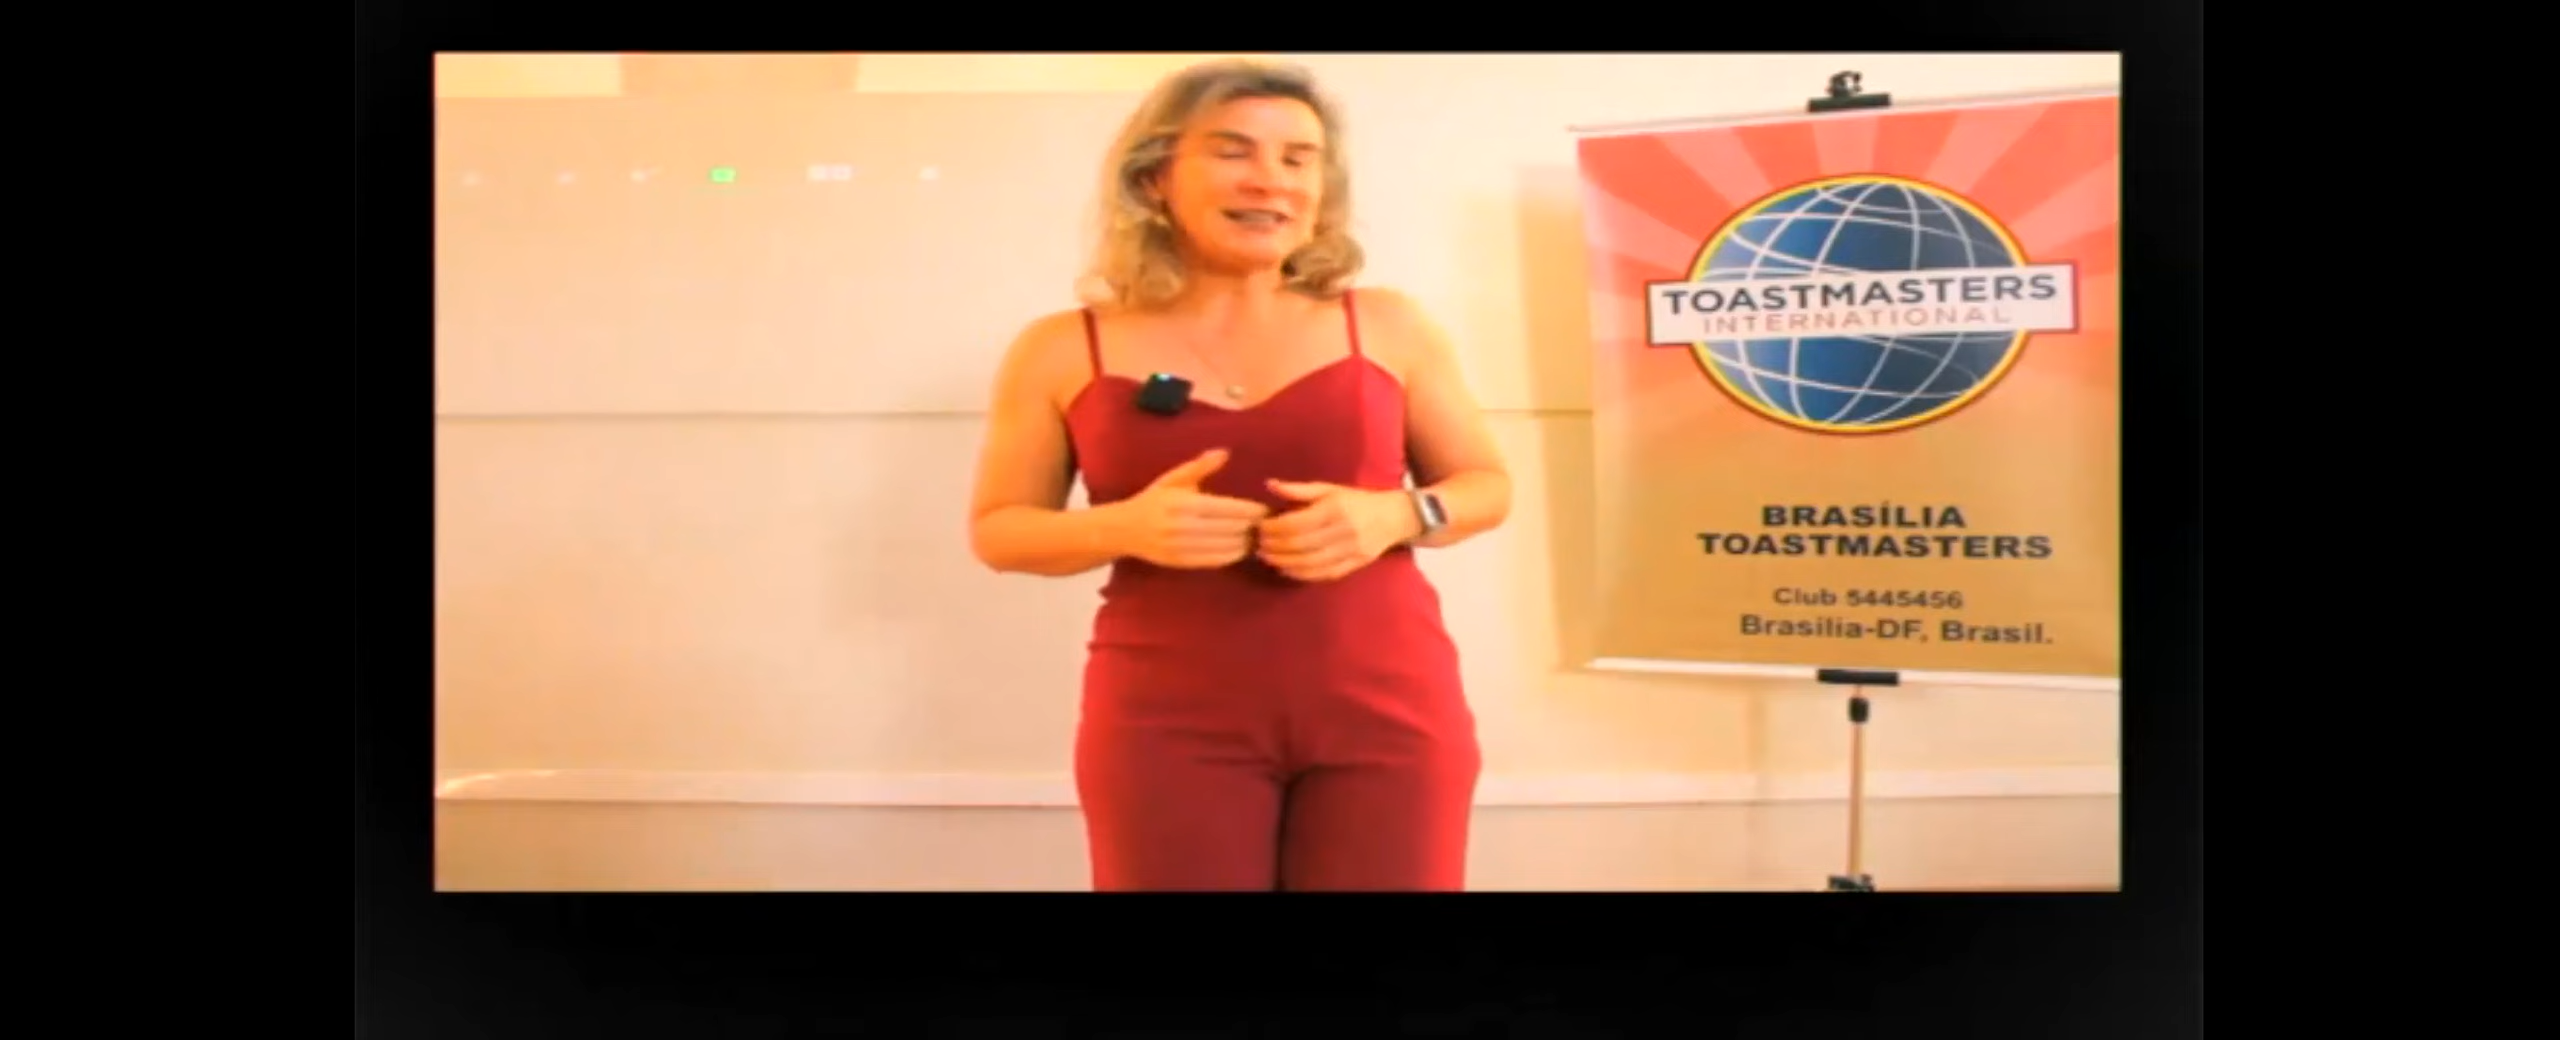 TOASTMASTERS
INTERNATIONAL
BRASÍLIA
TOASTMASTERS
Club 5445456
Brasilia-DF, Brasil.